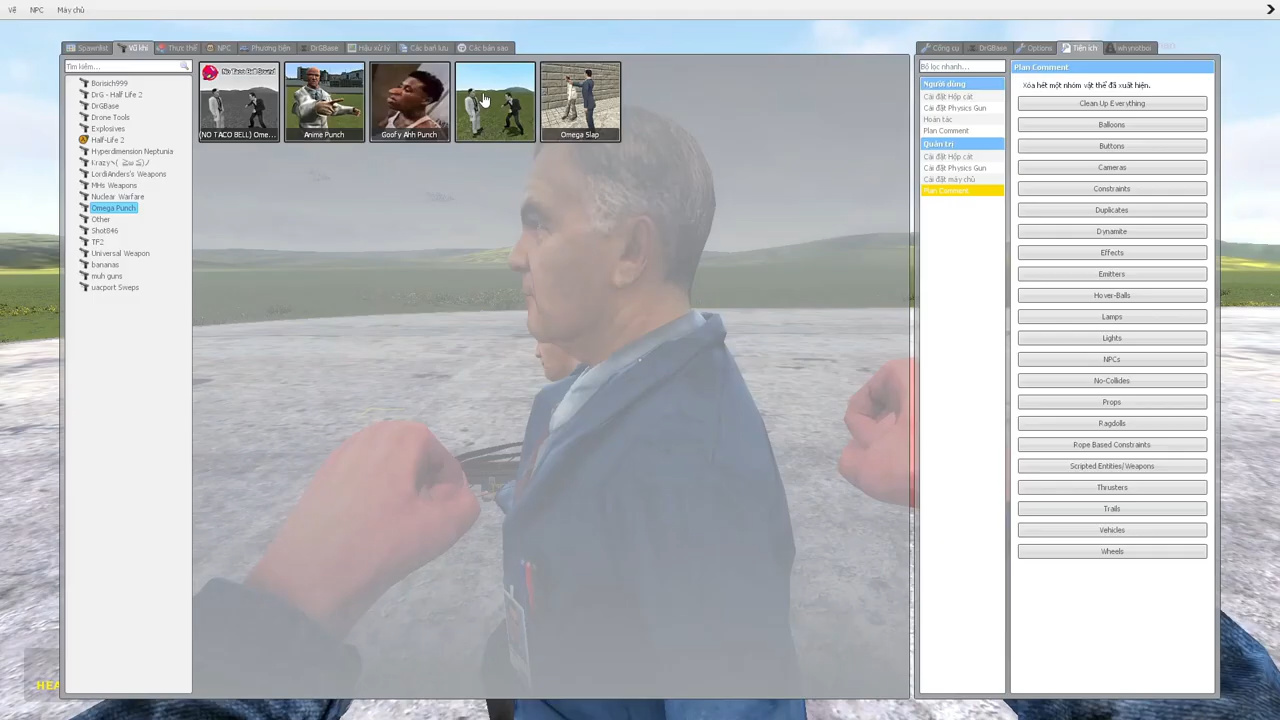 Vẽ NPC Máy chủ
Spawnlist Vũ khí Thực thể NPC Phương tiện DrGBase Hậu xử lý Các bản lưu Các bản sao
Công cụ DrGBase Options Tiện ích whynotboi
Tìm kiếm...
Borisich999
DrG - Half Life 2
DrGBase
Drone Tools
Explosives
Half-Life 2
Hyperdimension Neptunia
LordiAnders's Weapons
MHs Weapons
Nuclear Warfare
Omega Punch
Other
Shot846
TF2
Universal Weapon
bananas
muh guns
uacport Sweps
No Taco Bell Sound
(NO TACO BELL) Ome...
Anime Punch
Goofy Ahh Punch
Omega Slap
Bộ lọc nhanh...
Người dùng
Cài đặt Hộp cát
Cài đặt Physics Gun
Hoàn tác
Plan Comment
Quản trị
Cài đặt Hộp cát
Cài đặt Physics Gun
Cài đặt máy chủ
Plan Comment
Plan Comment
Xóa hết một nhóm vật thể đã xuất hiện.
Clean Up Everything
Balloons
Buttons
Cameras
Constraints
Duplicates
Dynamite
Effects
Emitters
Hover-Balls
Lamps
Lights
NPCs
No-Collides
Props
Ragdolls
Rope Based Constraints
Scripted Entities/Weapons
Thrusters
Trails
Vehicles
Wheels
HEA